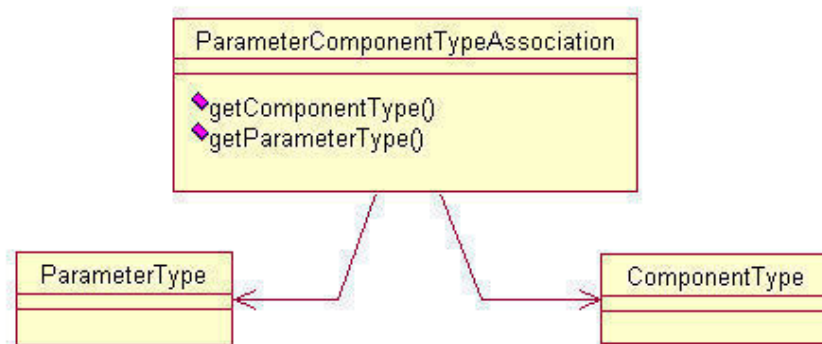 ParameterComponentTypeAssociation
getComponentType()
getParameterType()
ParameterType
ComponentType